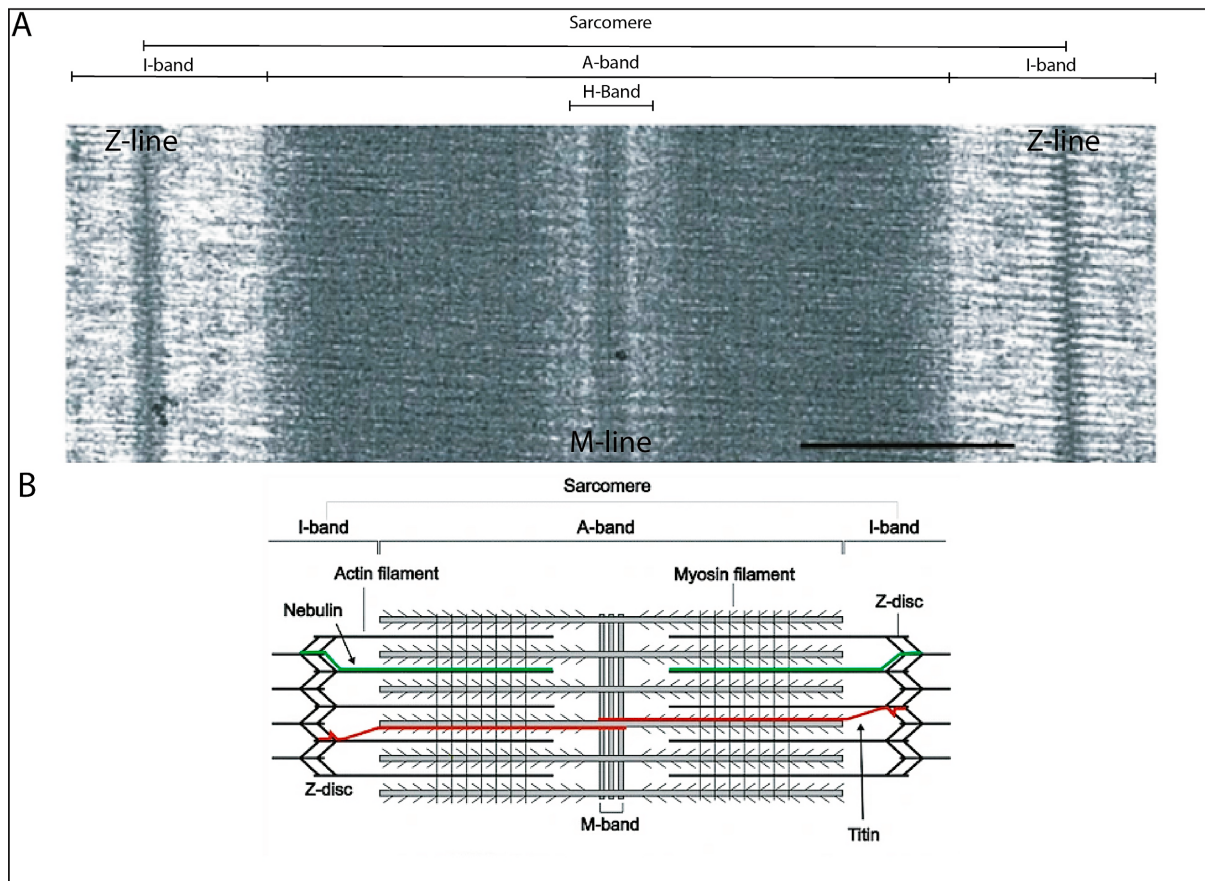 A
Sarcomere
I-band
A-band
I-band
H-Band
Z-line
Z-line
M-line
B
Sarcomere
I-band
A-band
I-band
Actin filament
Myosin filament
Nebulin
Z-disc
Z-disc
M-band
Titin